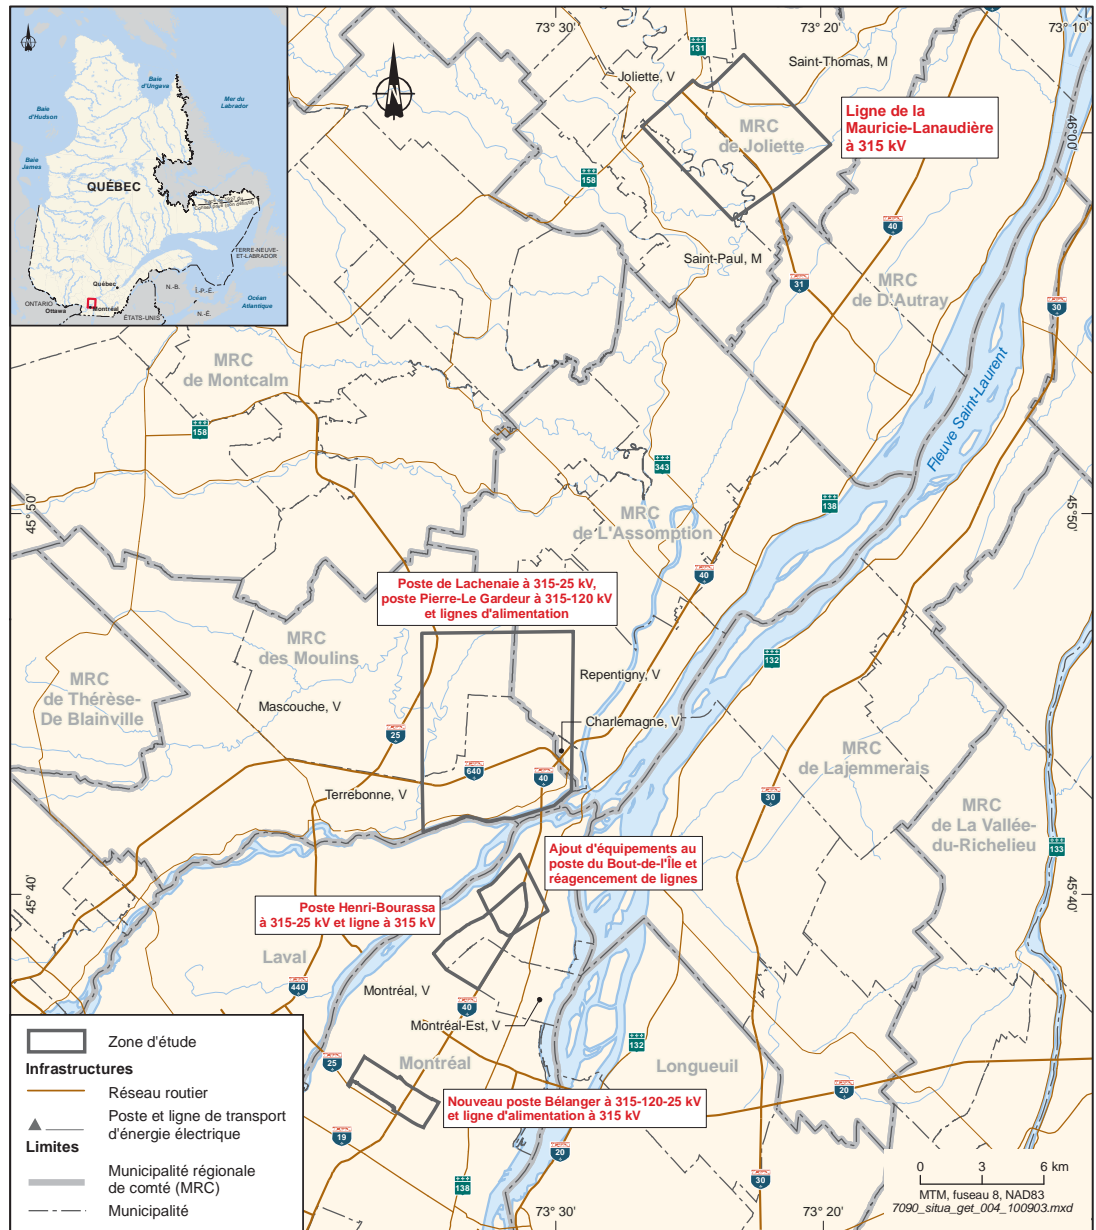 73° 30'
73° 20'
73° 10'
Baie
d'Ungava
Mer du
Labrador
Baie
d'Hudson
Baie
James
QUÉBEC
TERRE-NEUVE-
ET-LABRADOR
Québec
N.-B.
Î.-P.-É.
ONTARIO
Ottawa
Montréal
ÉTATS-UNIS
N.-É.
Océan
Atlantique
N
131
Joliette, V
Saint-Thomas, M
Ligne de la
Mauricie-Lanaudière
à 315 kV
MRC
de Joliette
46°00'
158
40
Saint-Paul, M
31
MRC
de D'Autray
30
MRC
de Montcalm
Fleuve Saint-Laurent
158
343
138
45° 50'
MRC
de L'Assomption
45° 50'
40
Poste de Lachenaie à 315-25 kV,
poste Pierre-Le Gardeur à 315-120 kV
et lignes d'alimentation
MRC
des Moulins
132
MRC
de Thérèse-
De Blainville
Repentigny, V
Mascouche, V
Charlemagne, V
25
MRC
de Lajemmerais
640
40
Terrebonne, V
30
MRC
de La Vallée-
du-Richelieu
133
Ajout d'équipements au
poste du Bout-de-l'Île et
réagencement de lignes
45° 40'
45° 40'
Poste Henri-Bourassa
à 315-25 kV et ligne à 315 kV
Laval
440
Montréal, V
40
Montréal-Est, V
132
25
Montréal
Longueuil
20
Nouveau poste Bélanger à 315-120-25 kV
et ligne d'alimentation à 315 kV
19
20
138
30
Zone d'étude
Infrastructures
Réseau routier
Poste et ligne de transport
d'énergie électrique
Limites
Municipalité régionale
de comté (MRC)
Municipalité
73° 30'
73° 20'
0 3 6 km
MTM, fuseau 8, NAD83
7090_situa_get_004_100903.mxd